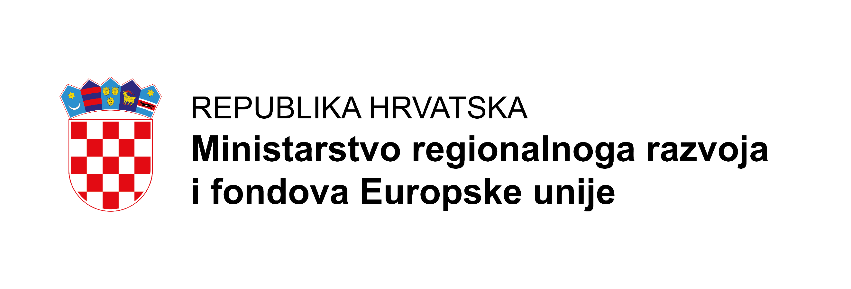 REPUBLIKA HRVATSKA
Ministarstvo regionalnoga razvoja
i fondova Europske unije